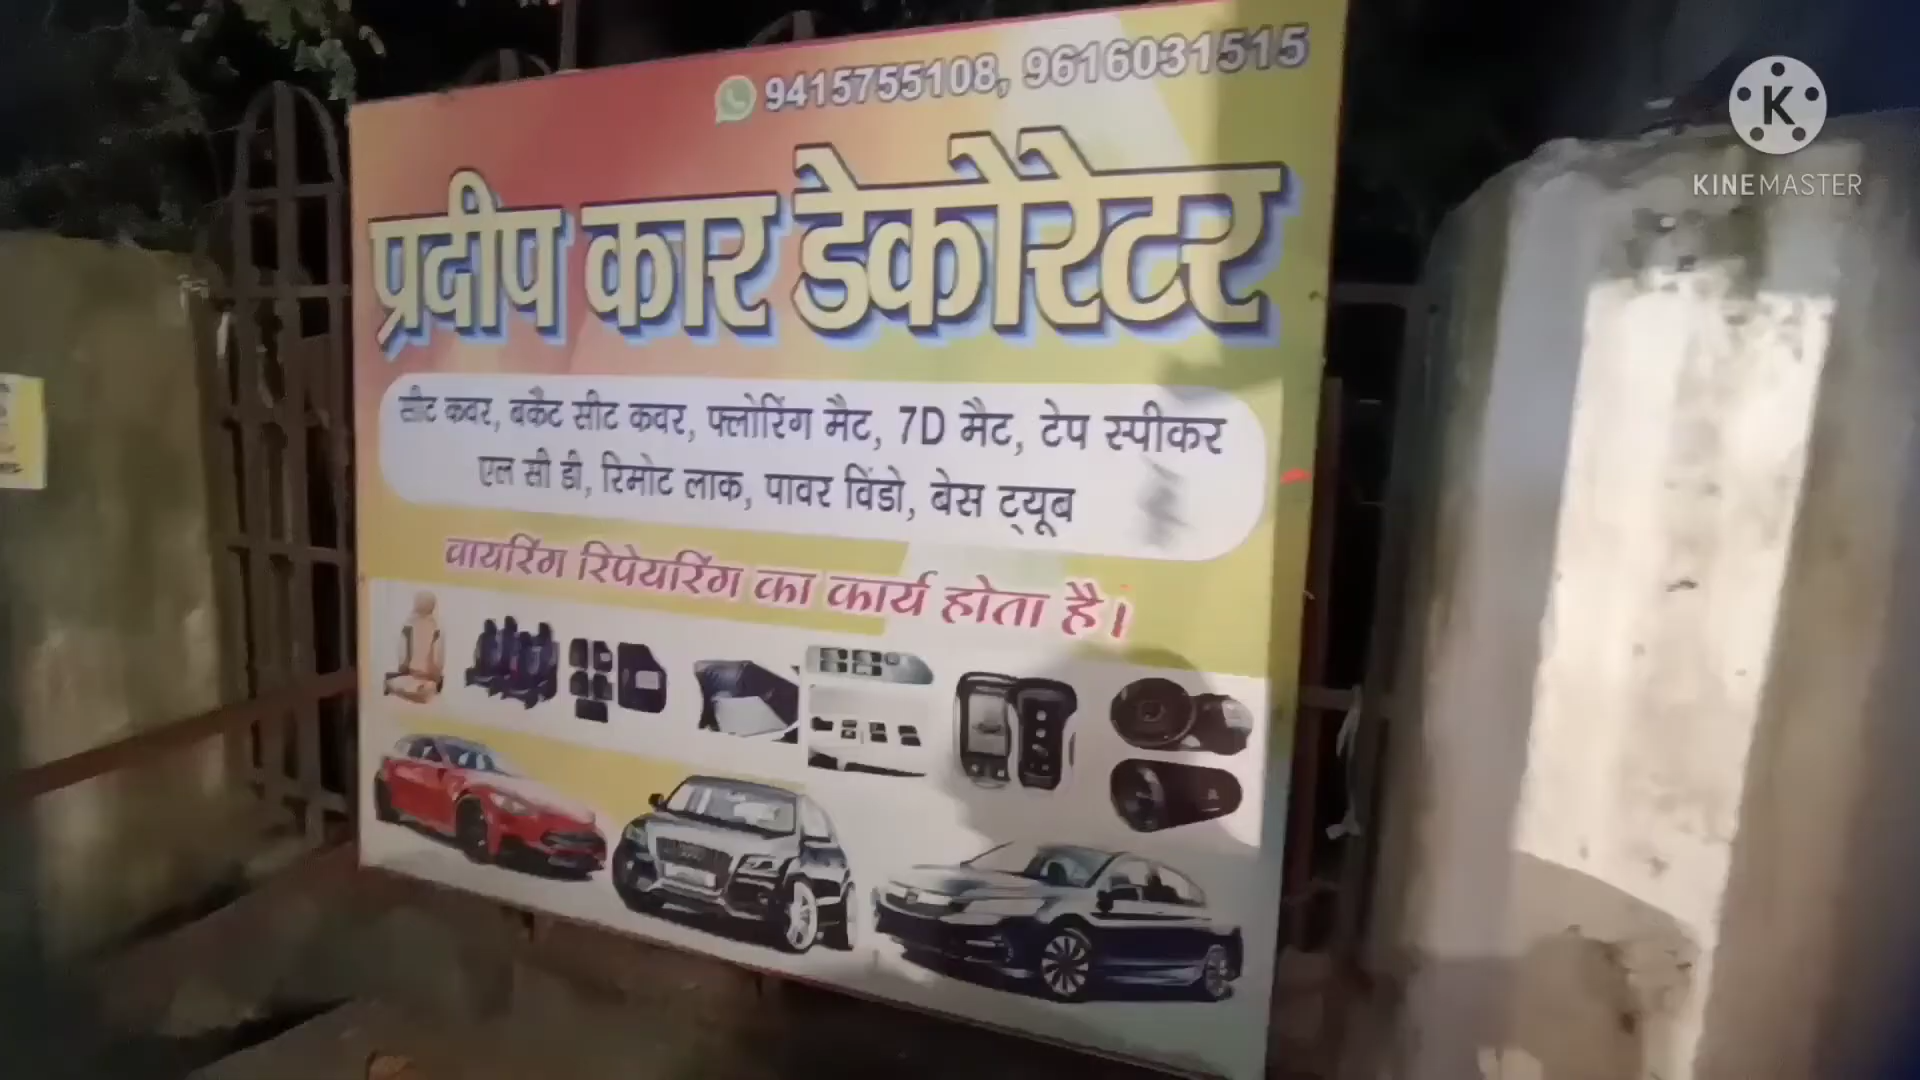 9415755108, 9616031515
प्रदीप कार डेकोरेटर
सीट कवर, बकैट सीट कवर, फ्लोरिंग मैट, 7D मैट, टेप स्पीकर
एल सी डी, रिमोट लाक, पावर विंडो, बेस ट्यूब
वायरिंग रिपेयरिंग का कार्य होता है।
KINEMASTER